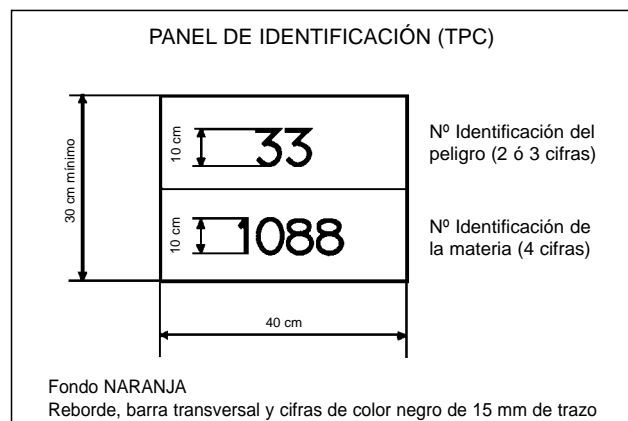 PANEL DE IDENTIFICACIÓN (TPC)
30 cm mínimo
10 cm
33
Nº Identificación del
peligro (2 ó 3 cifras)
10 cm
1088
Nº Identificación de
la materia (4 cifras)
40 cm
Fondo NARANJA
Reborde, barra transversal y cifras de color negro de 15 mm de trazo